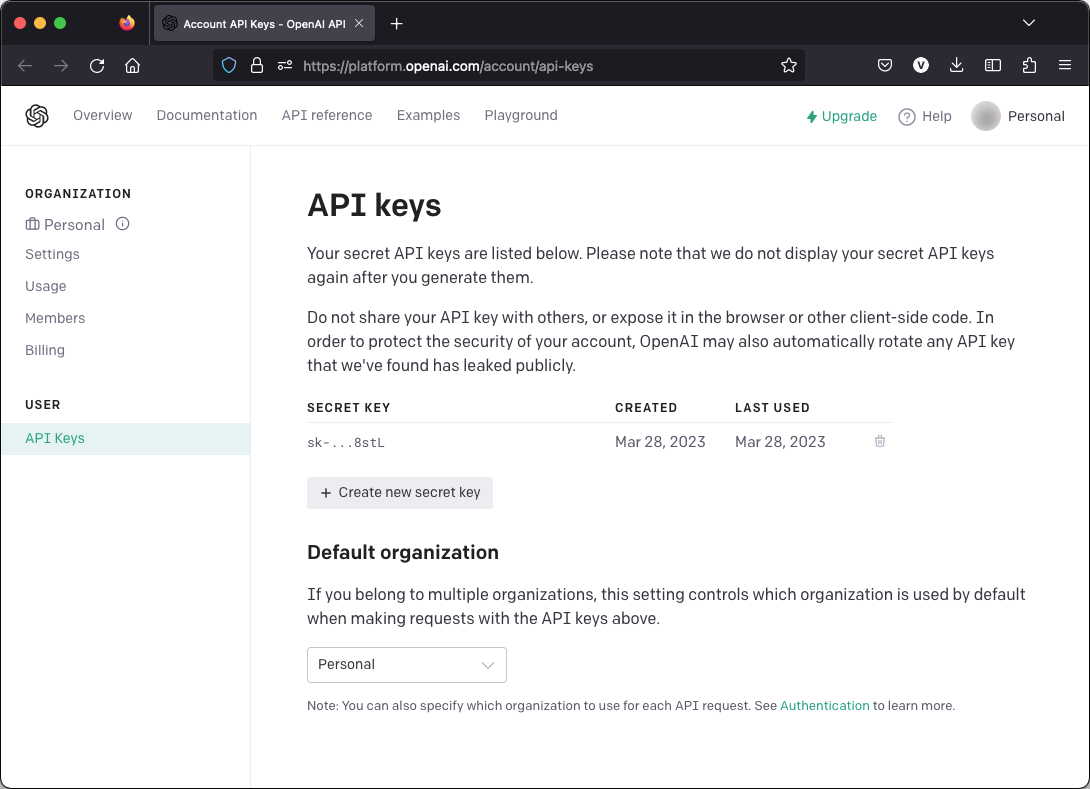 Account API Keys - OpenAI API
https://platform.openai.com/account/api-keys
V
Overview Documentation API reference Examples Playground Upgrade Help Personal
ORGANIZATION
Personal
Settings
Usage
Members
Billing
USER
API Keys
API keys
Your secret API keys are listed below. Please note that we do not display your secret API keys
again after you generate them.
Do not share your API key with others, or expose it in the browser or other client-side code. In
order to protect the security of your account, OpenAI may also automatically rotate any API key
that we've found has leaked publicly.
SECRET KEY CREATED LAST USED
sk-...8stL Mar 28, 2023 Mar 28, 2023
+ Create new secret key
Default organization
If you belong to multiple organizations, this setting controls which organization is used by default
when making requests with the API keys above.
Personal
Note: You can also specify which organization to use for each API request. See Authentication to learn more.